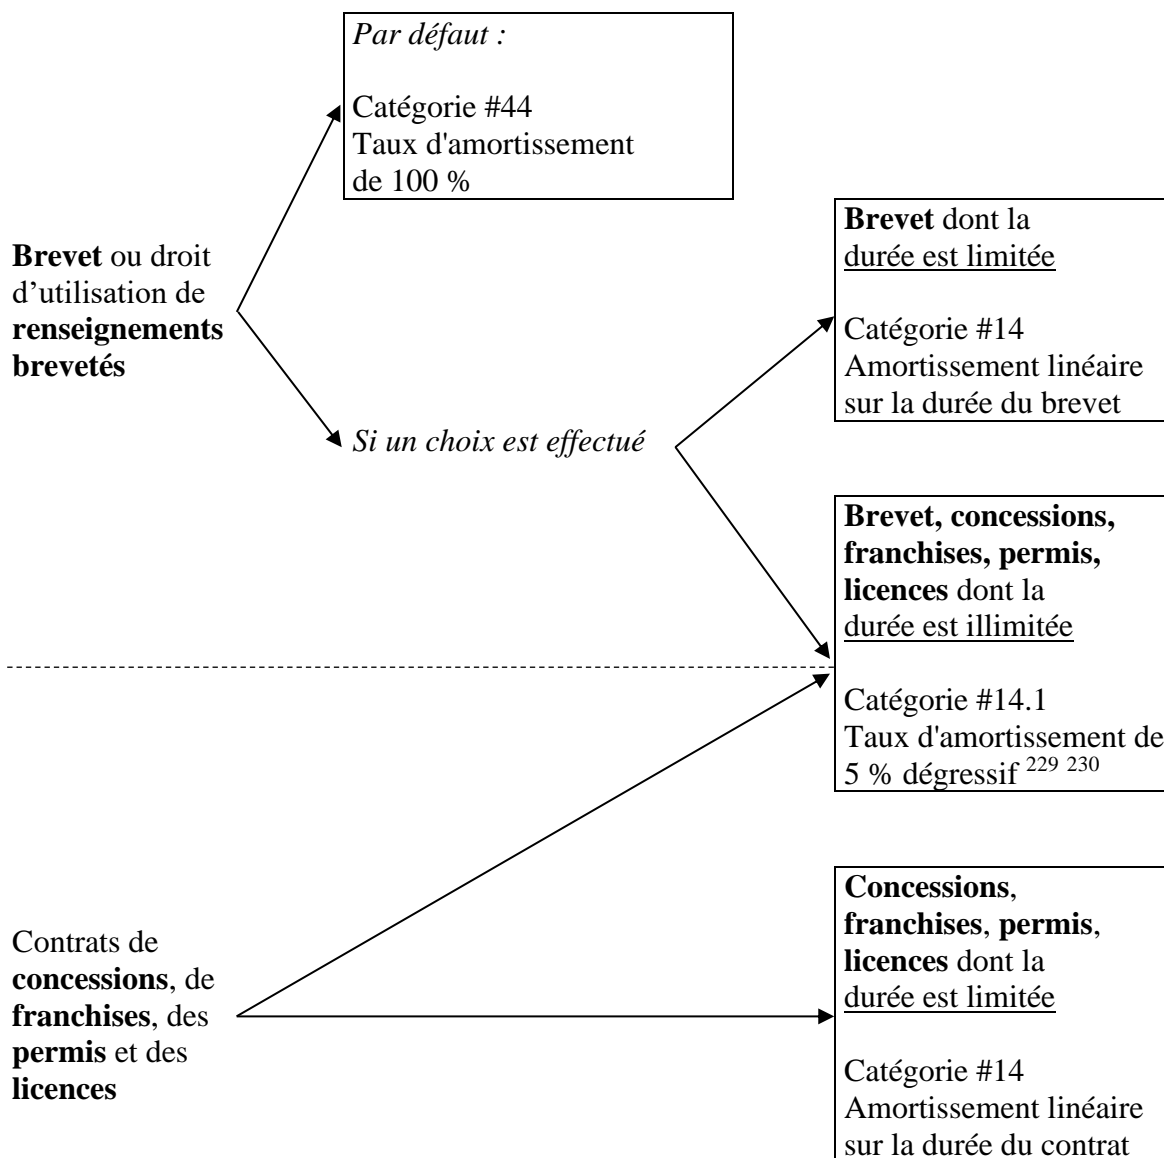 Par défaut :
Catégorie #44
Taux d'amortissement
de 100 %
Brevet ou droit
d’utilisation de
renseignements
brevetés
Si un choix est effectué
Brevet dont la
durée est limitée
Catégorie #14
Amortissement linéaire
sur la durée du brevet
Brevet, concessions,
franchises, permis,
licences dont la
durée est illimitée
Catégorie #14.1
Taux d'amortissement de
5 % dégressif 229 230
Contrats de
concessions, de
franchises, des
permis et des
licences
Concessions,
franchises, permis,
licences dont la
durée est limitée
Catégorie #14
Amortissement linéaire
sur la durée du contrat